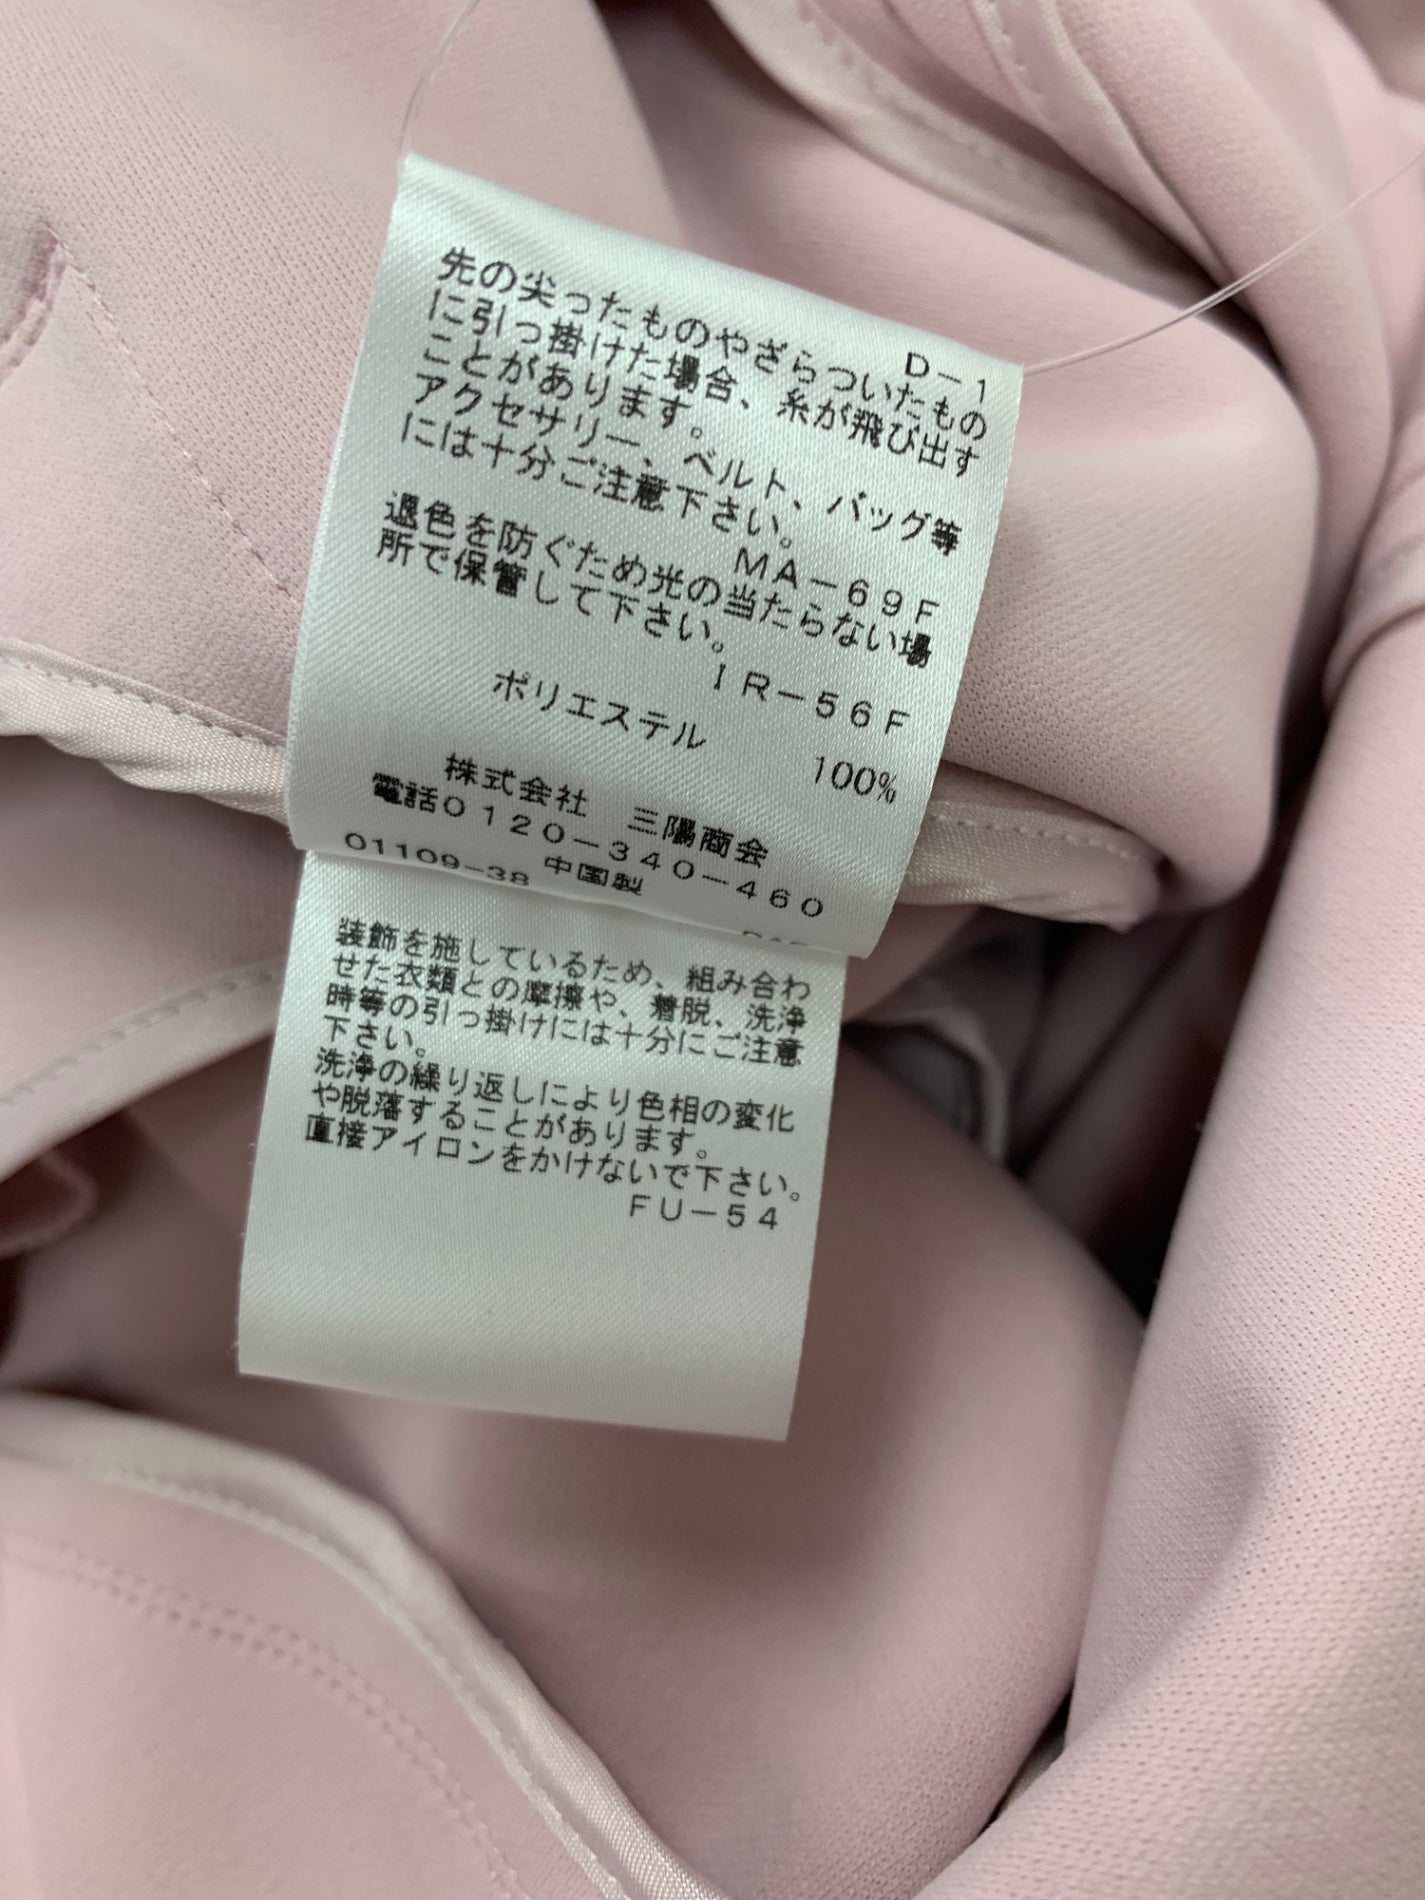 D－1
先の尖ったものやざらついたもの
に引っ掛けた場合、糸が飛び出す
ことがあります。
アクセサリー、ベルト、バッグ等
には十分ご注意下さい。
MA－69F
退色を防ぐため光の当たらない場
所で保管して下さい。
IR－56F
ポリエステル 100%
株式会社 三陽商会
電話0120－340－460
01109-38 中国製
装飾を施しているため、組み合わ
せた衣類との摩擦や、着脱、洗浄
時等の引っ掛けには十分にご注意
下さい。
洗浄の繰り返しにより色相の変化
や脱落することがあります。
直接アイロンをかけないで下さい。
FU－54